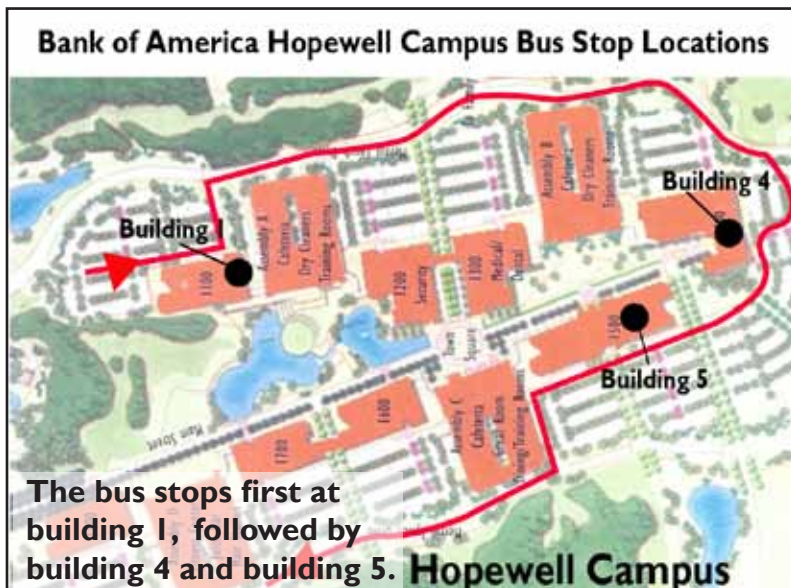 Bank of America Hopewell Campus Bus Stop Locations
Building 4
Building 1
Assembly B
Cafeteria
Dry Cleaners
Training Rooms
Assembly A
Cafeteria
Dry Cleaners
Training Rooms
1100
1200
Security
1300
Medical/
Dental
Town
Square
1500
Building 5
Assembly C
Cafeteria
Great Room
Dining/Training Rooms
1600
1700
Main Street
The bus stops first at
building 1, followed by
building 4 and building 5.
Hopewell Campus